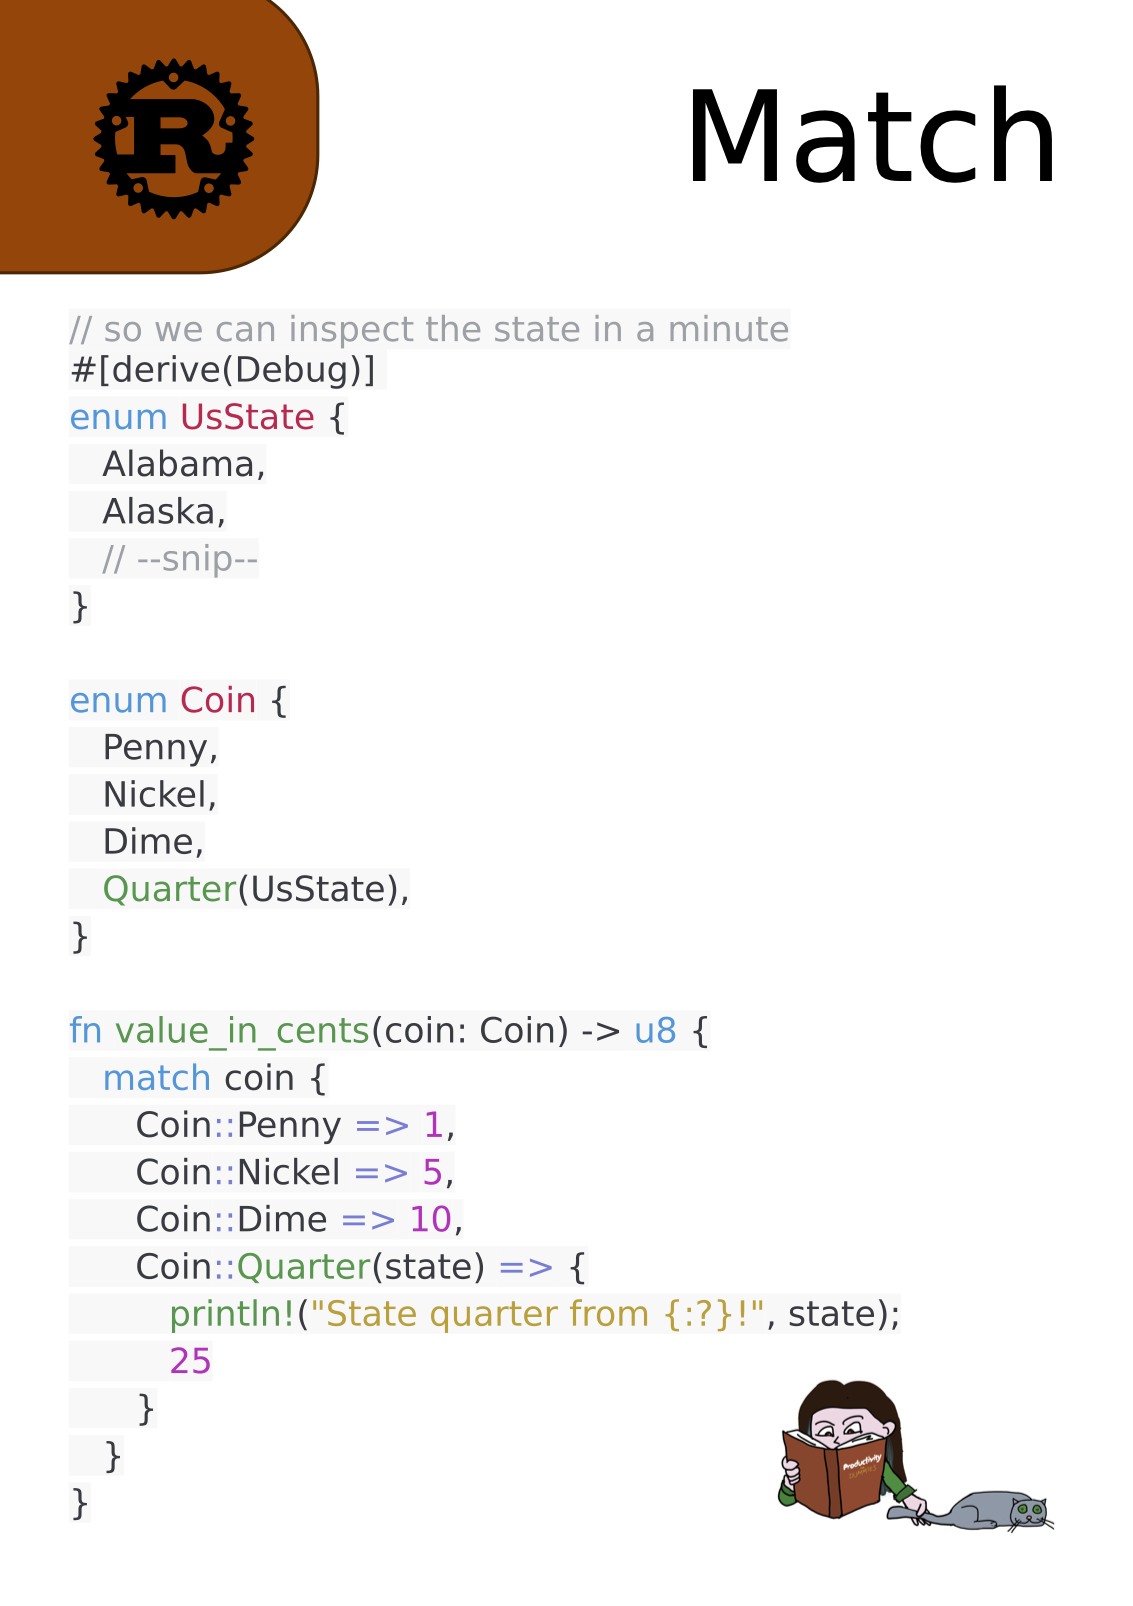 R
Match
// so we can inspect the state in a minute
#[derive(Debug)]
enum UsState {
    Alabama,
    Alaska,
    // --snip--
}
enum Coin {
    Penny,
    Nickel,
    Dime,
    Quarter(UsState),
}
fn value_in_cents(coin: Coin) -> u8 {
    match coin {
        Coin::Penny => 1,
        Coin::Nickel => 5,
        Coin::Dime => 10,
        Coin::Quarter(state) => {
            println!("State quarter from {:?}!", state);
            25
        }
    }
}
Productivity